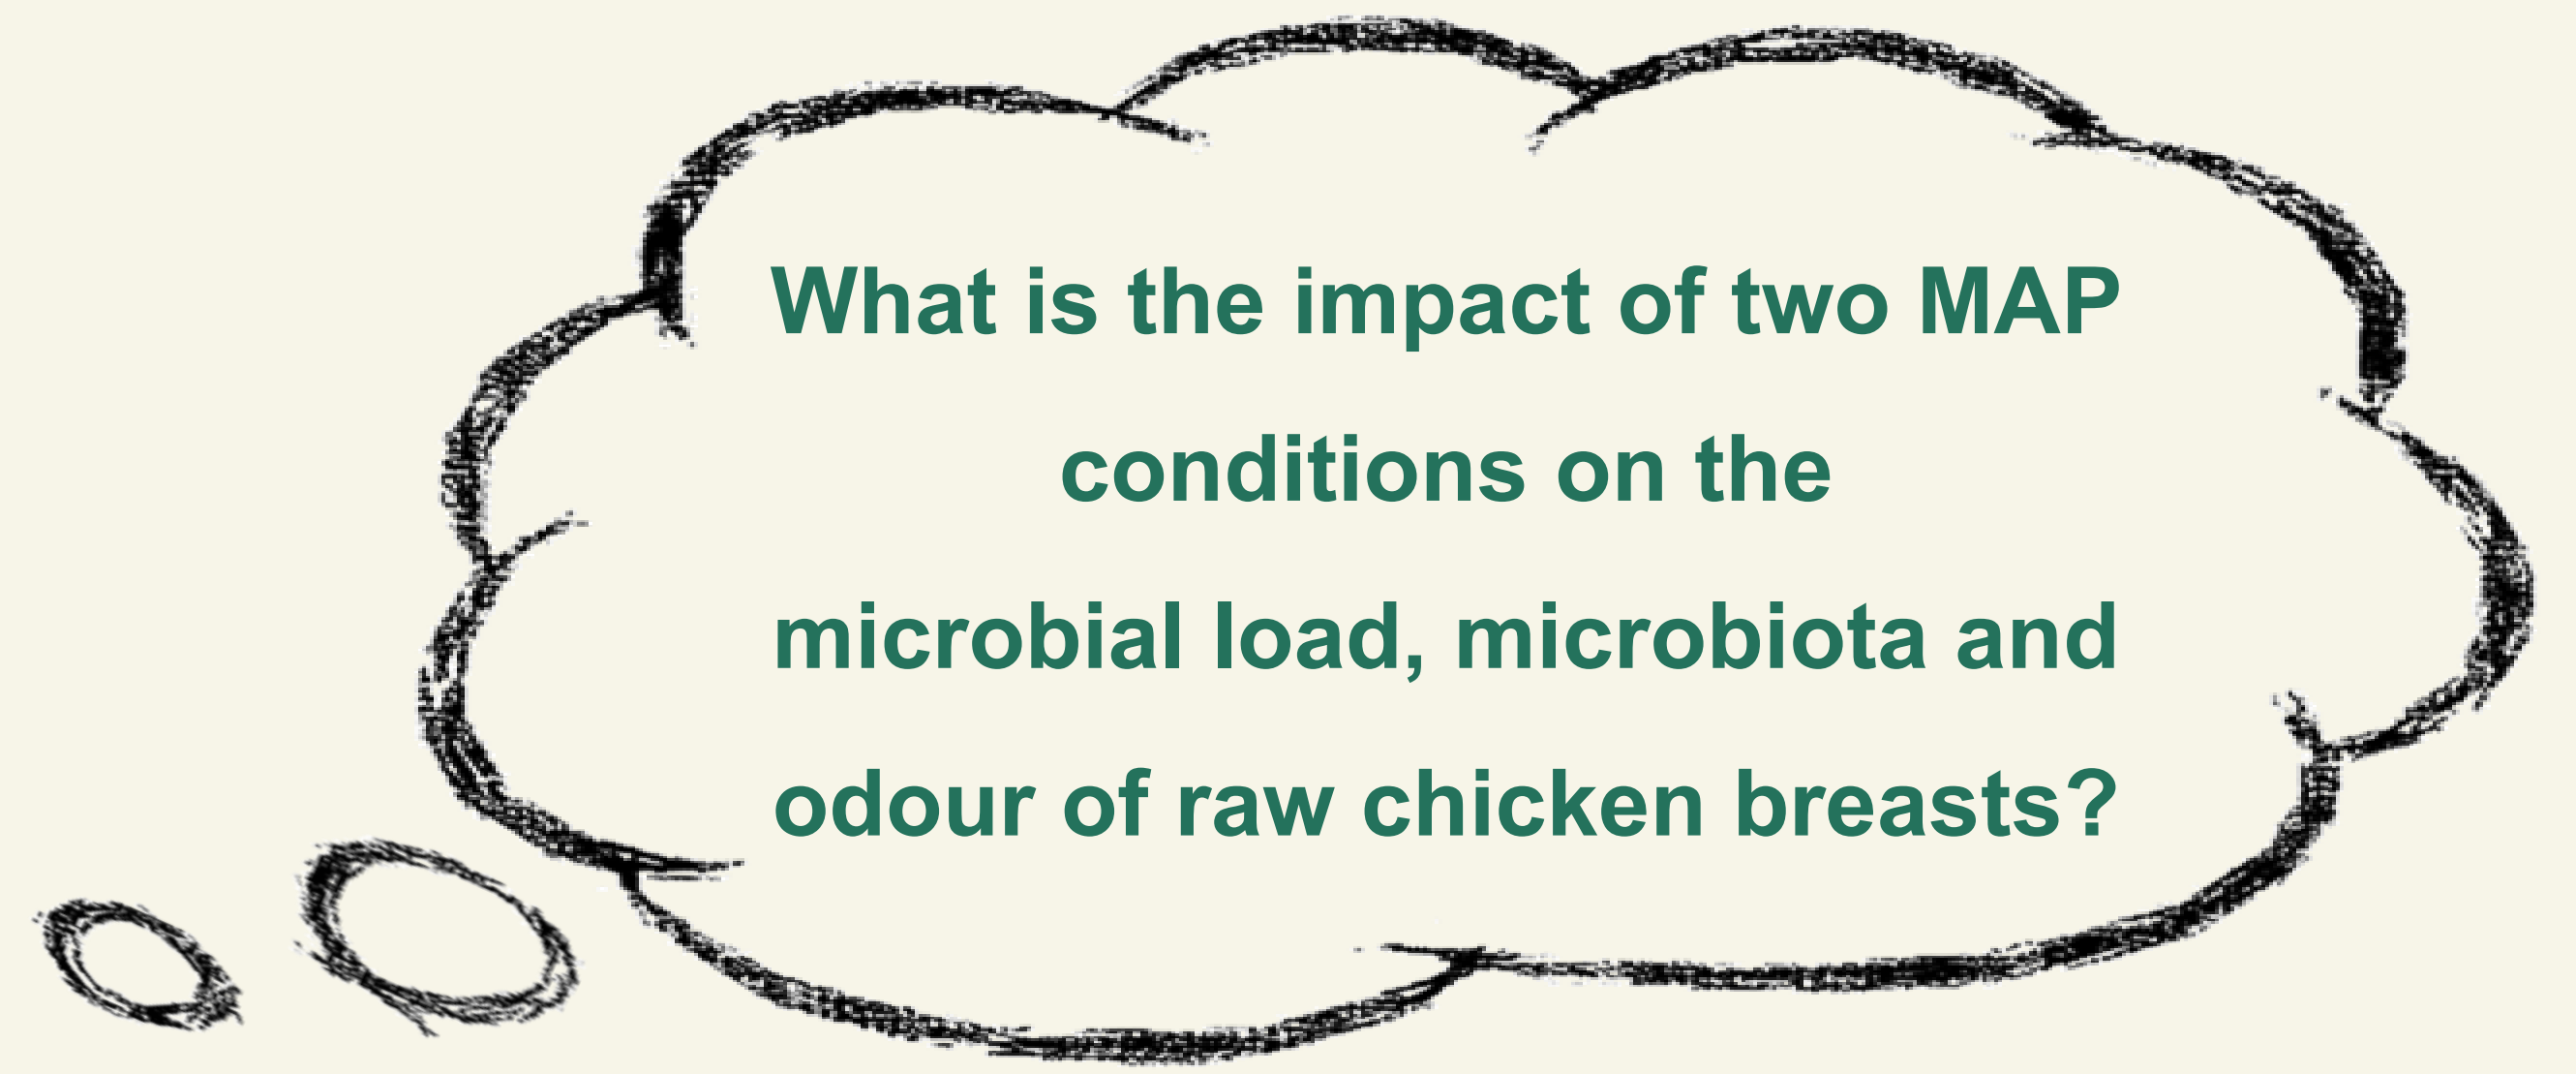 What is the impact of two MAP
conditions on the
microbial load, microbiota and
odour of raw chicken breasts?